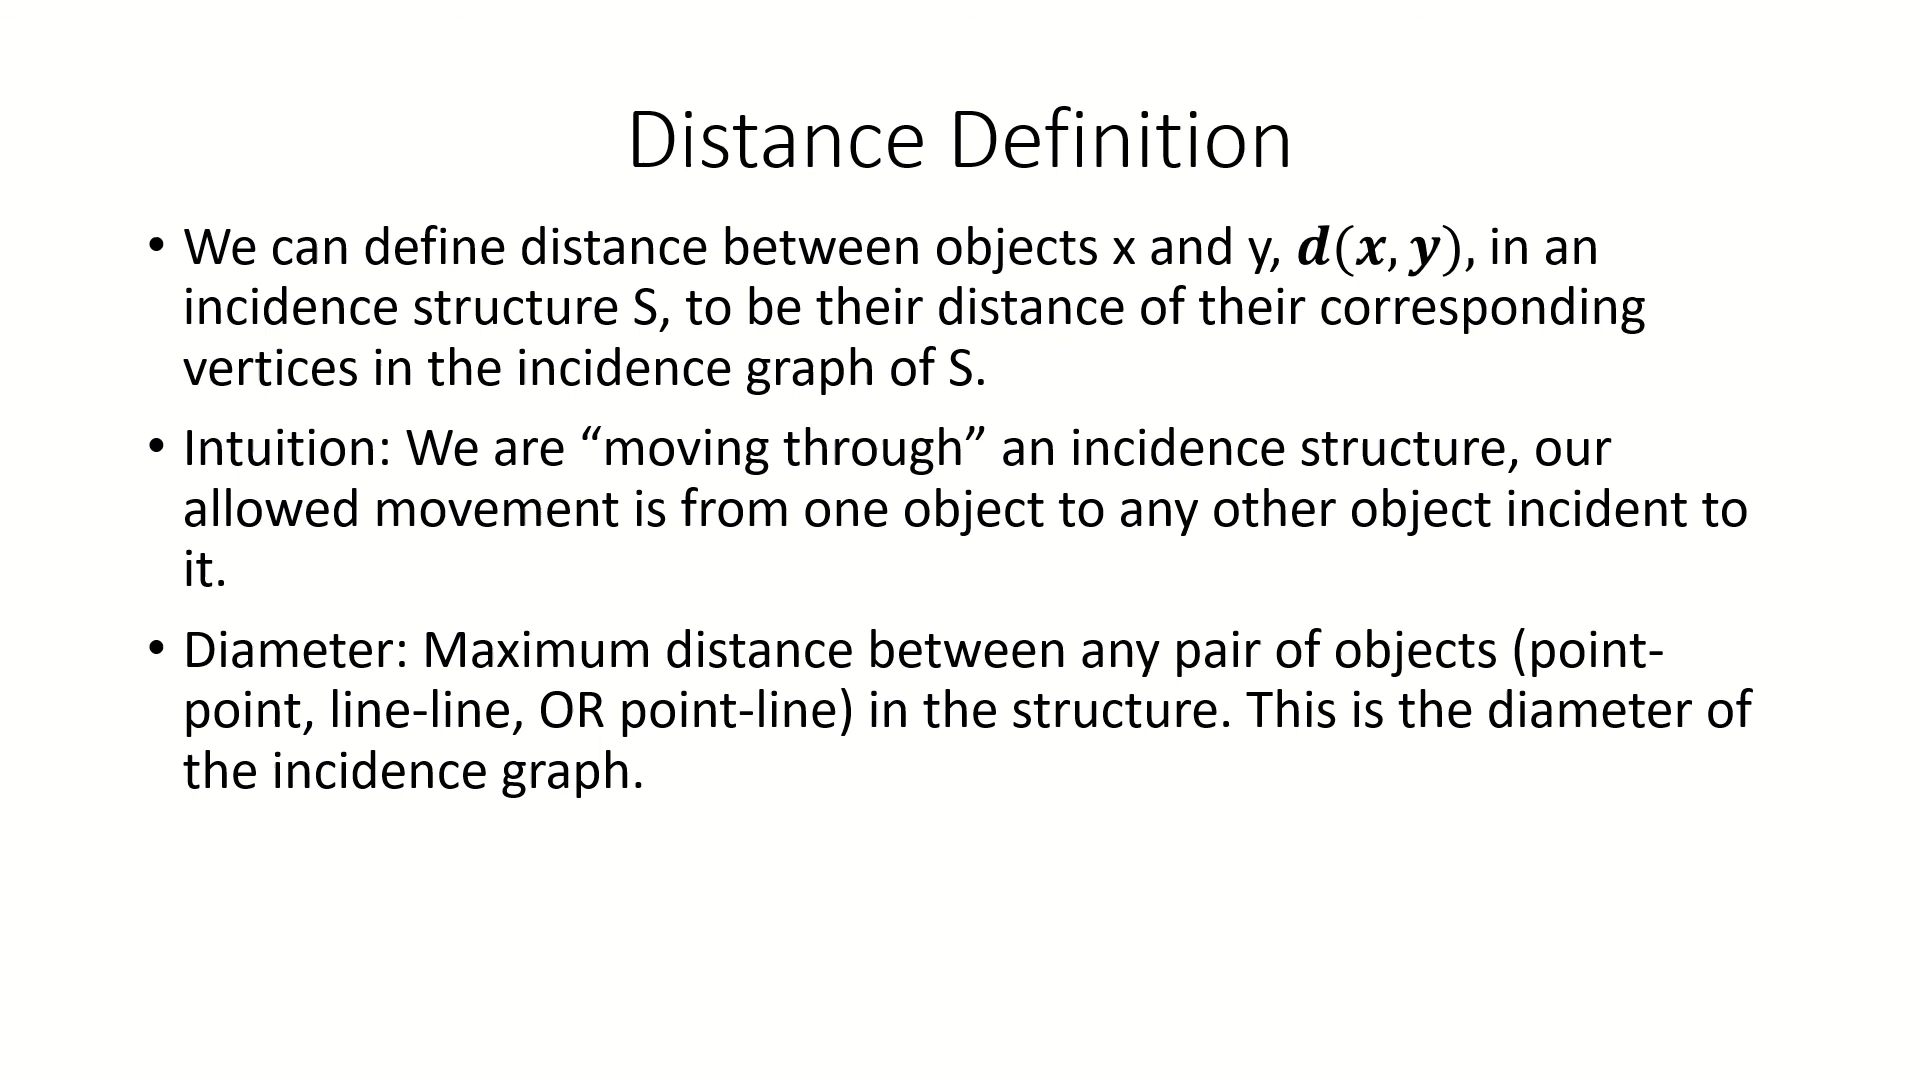 Distance Definition
• We can define distance between objects x and y, 𝒅(𝒙, 𝒚), in an
incidence structure S, to be their distance of their corresponding
vertices in the incidence graph of S.
• Intuition: We are “moving through” an incidence structure, our
allowed movement is from one object to any other object incident to
it.
• Diameter: Maximum distance between any pair of objects (point-
point, line-line, OR point-line) in the structure. This is the diameter of
the incidence graph.